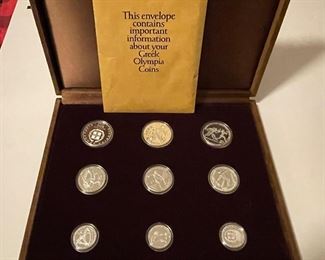 This envelope
contains
important
information
about your
Greek
Olympia
Coins